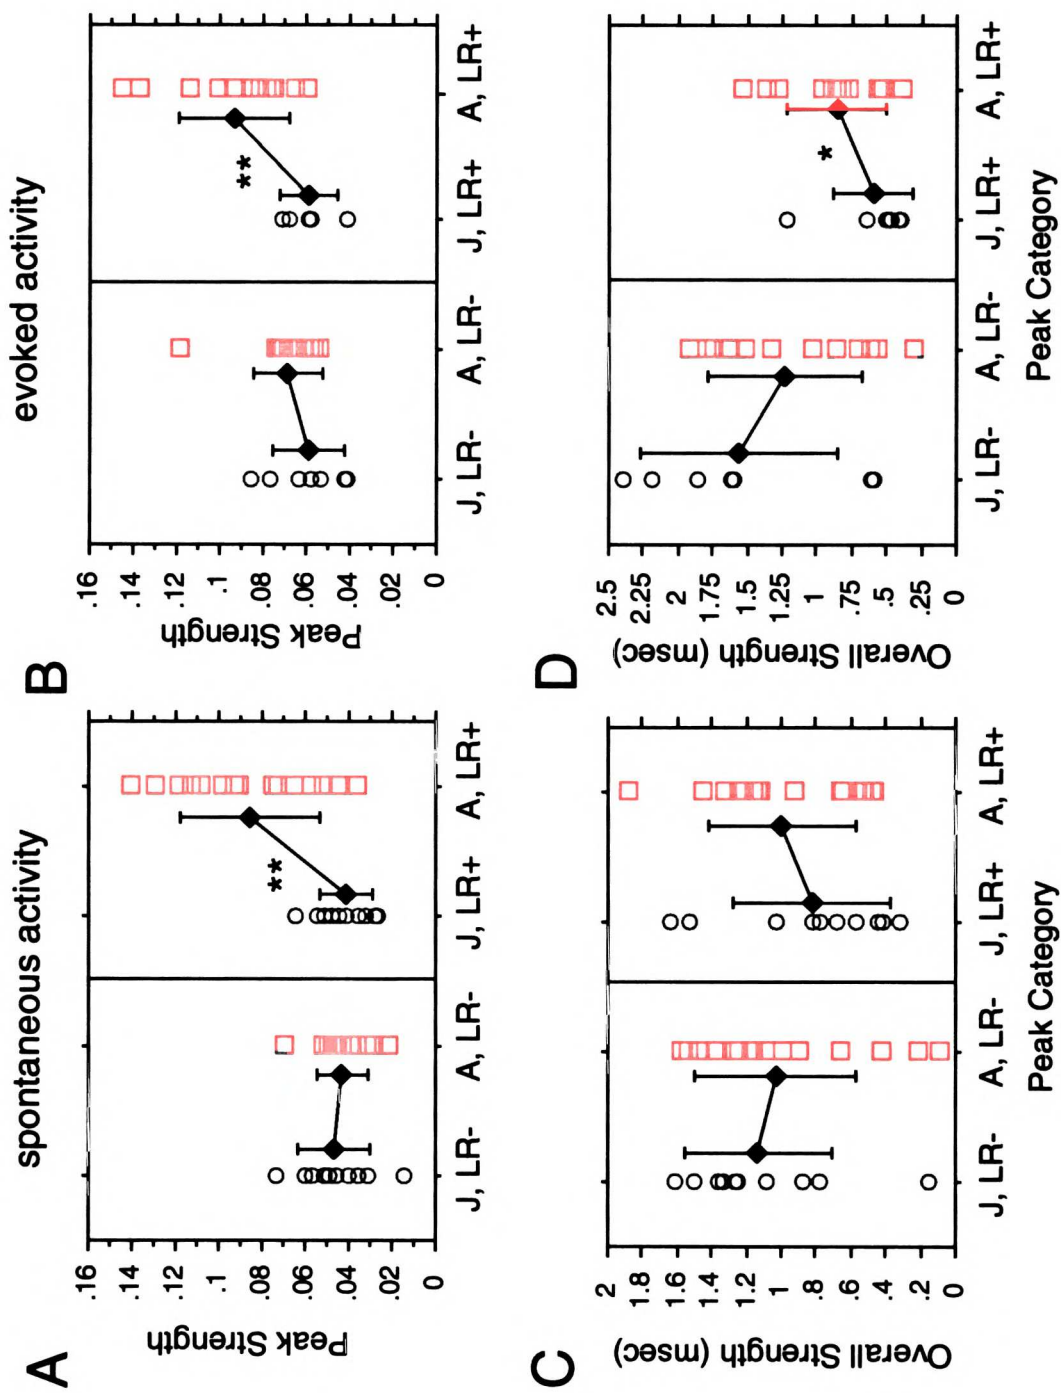 spontaneous activity
evoked activity
A
Peak Strength
.16
.14
.12
.1
.08
.06
.04
.02
0
**
J, LR- A, LR- J, LR+ A, LR+
B
Peak Strength
.16
.14
.12
.1
.08
.06
.04
.02
0
**
J, LR- A, LR- J, LR+ A, LR+
C
Overall Strength (msec)
2
1.8
1.6
1.4
1.2
1
.8
.6
.4
.2
0
J, LR- A, LR- J, LR+ A, LR+
Peak Category
D
Overall Strength (msec)
2.5
2.25
2
1.75
1.5
1.25
1
.75
.5
.25
0
*
J, LR- A, LR- J, LR+ A, LR+
Peak Category